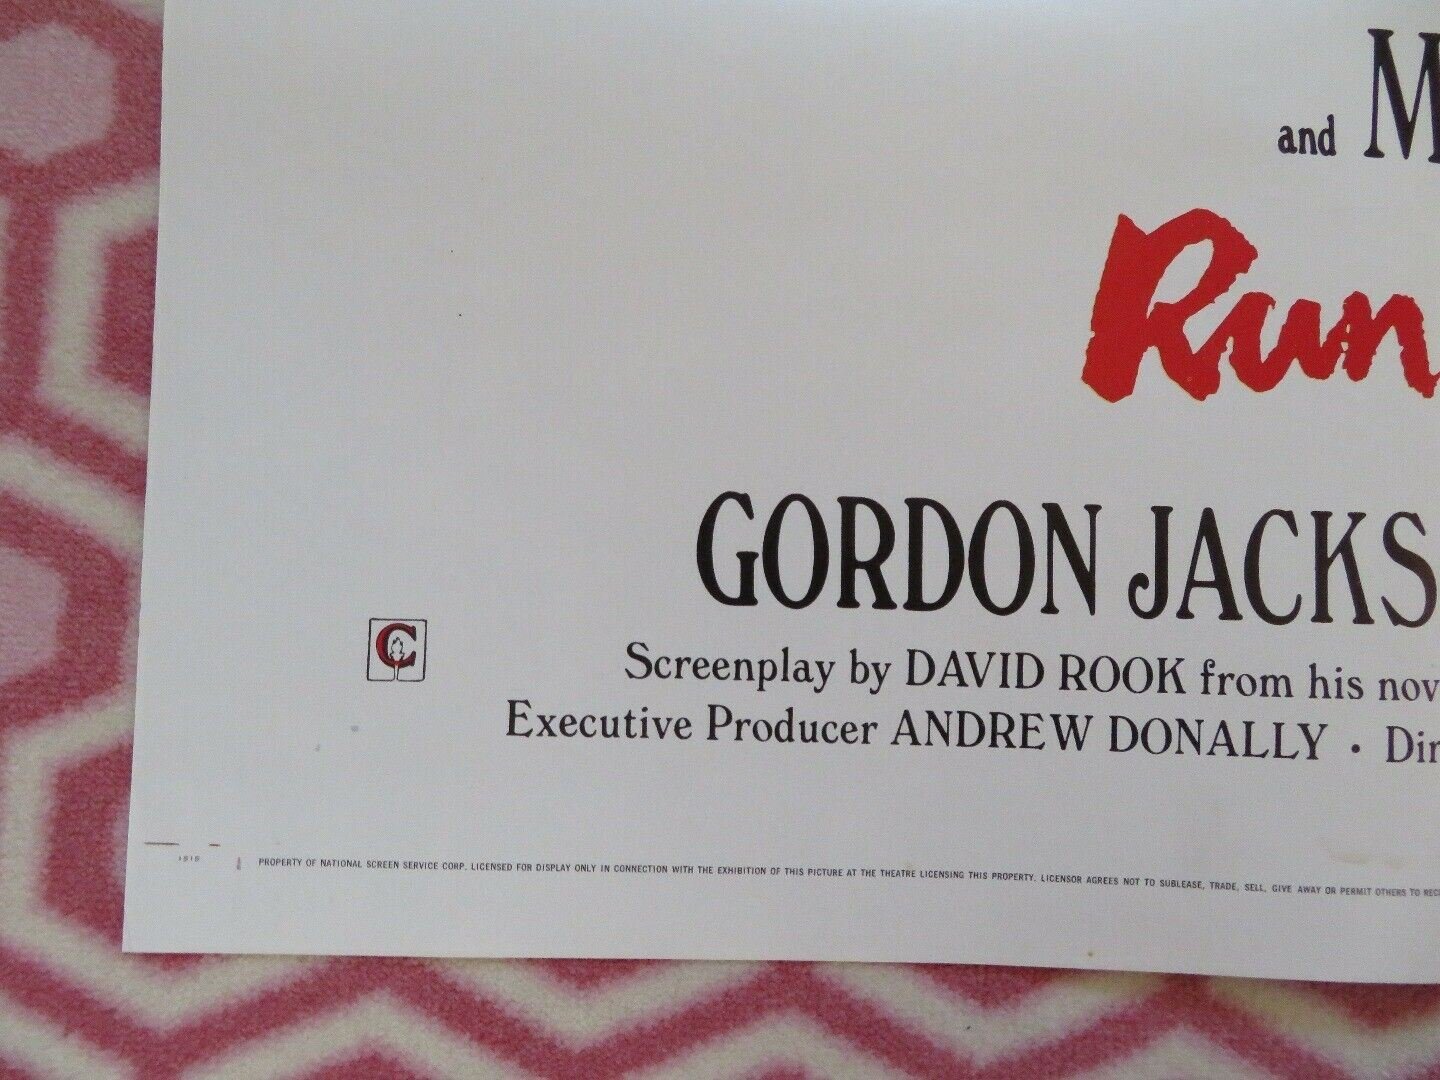 and M
Run
GORDON JACKS
C
Screenplay by DAVID ROOK from his nov
Executive Producer ANDREW DONALLY · Dir
PROPERTY OF NATIONAL SCREEN SERVICE CORP. LICENSED FOR DISPLAY ONLY IN CONNECTION WITH THE EXHIBITION OF THIS PICTURE AT THE THEATRE LICENSING THIS PROPERTY. LICENSOR AGREES NOT TO SUBLEASE, TRADE, SELL, GIVE AWAY OR PERMIT OTHERS TO REC